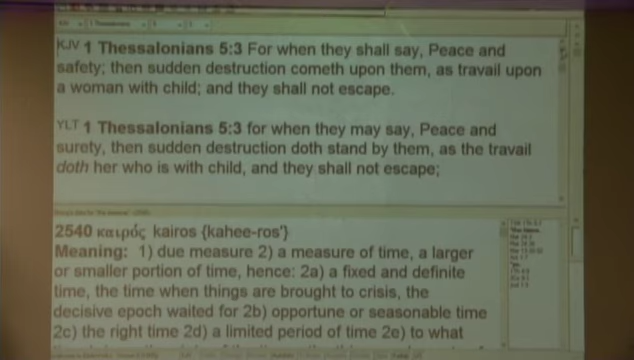 KJV 1 Thessalonians 5:3 For when they shall say, Peace and
safety; then sudden destruction cometh upon them, as travail upon
a woman with child; and they shall not escape.
YLT 1 Thessalonians 5:3 for when they may say, Peace and
surety, then sudden destruction doth stand by them, as the travail
doth her who is with child, and they shall not escape;
2540 καιρός kairos {kahee-ros'}
Meaning: 1) due measure 2) a measure of time, a larger
or smaller portion of time, hence: 2a) a fixed and definite
time, the time when things are brought to crisis, the
decisive epoch waited for 2b) opportune or seasonable time
2c) the right time 2d) a limited period of time 2e) to what